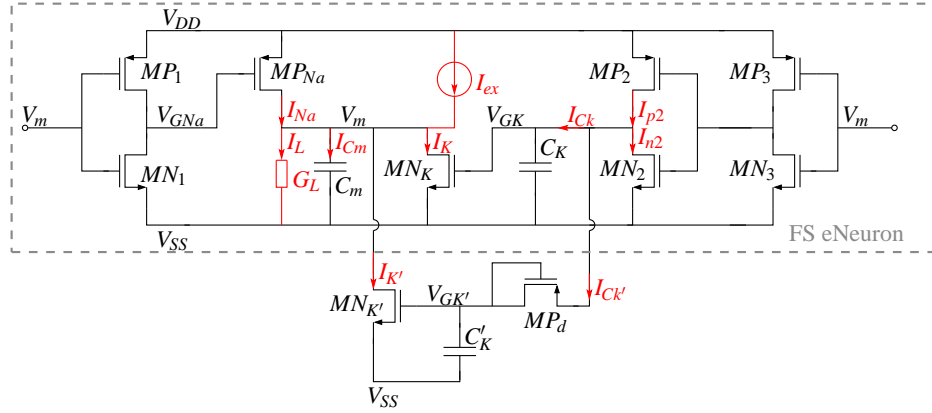 V_DD
MP_1 MP_Na I_ex MP_2 MP_3
V_m V_GNa I_Na V_m V_GK I_Ck I_p2 V_m
I_L I_Cm I_K C_K I_n2
MN_1 G_L C_m MN_K MN_2 MN_3
V_SS FS eNeuron
I_K' V_GK' I_Ck'
MN_K' C'_K MP_d
V_SS